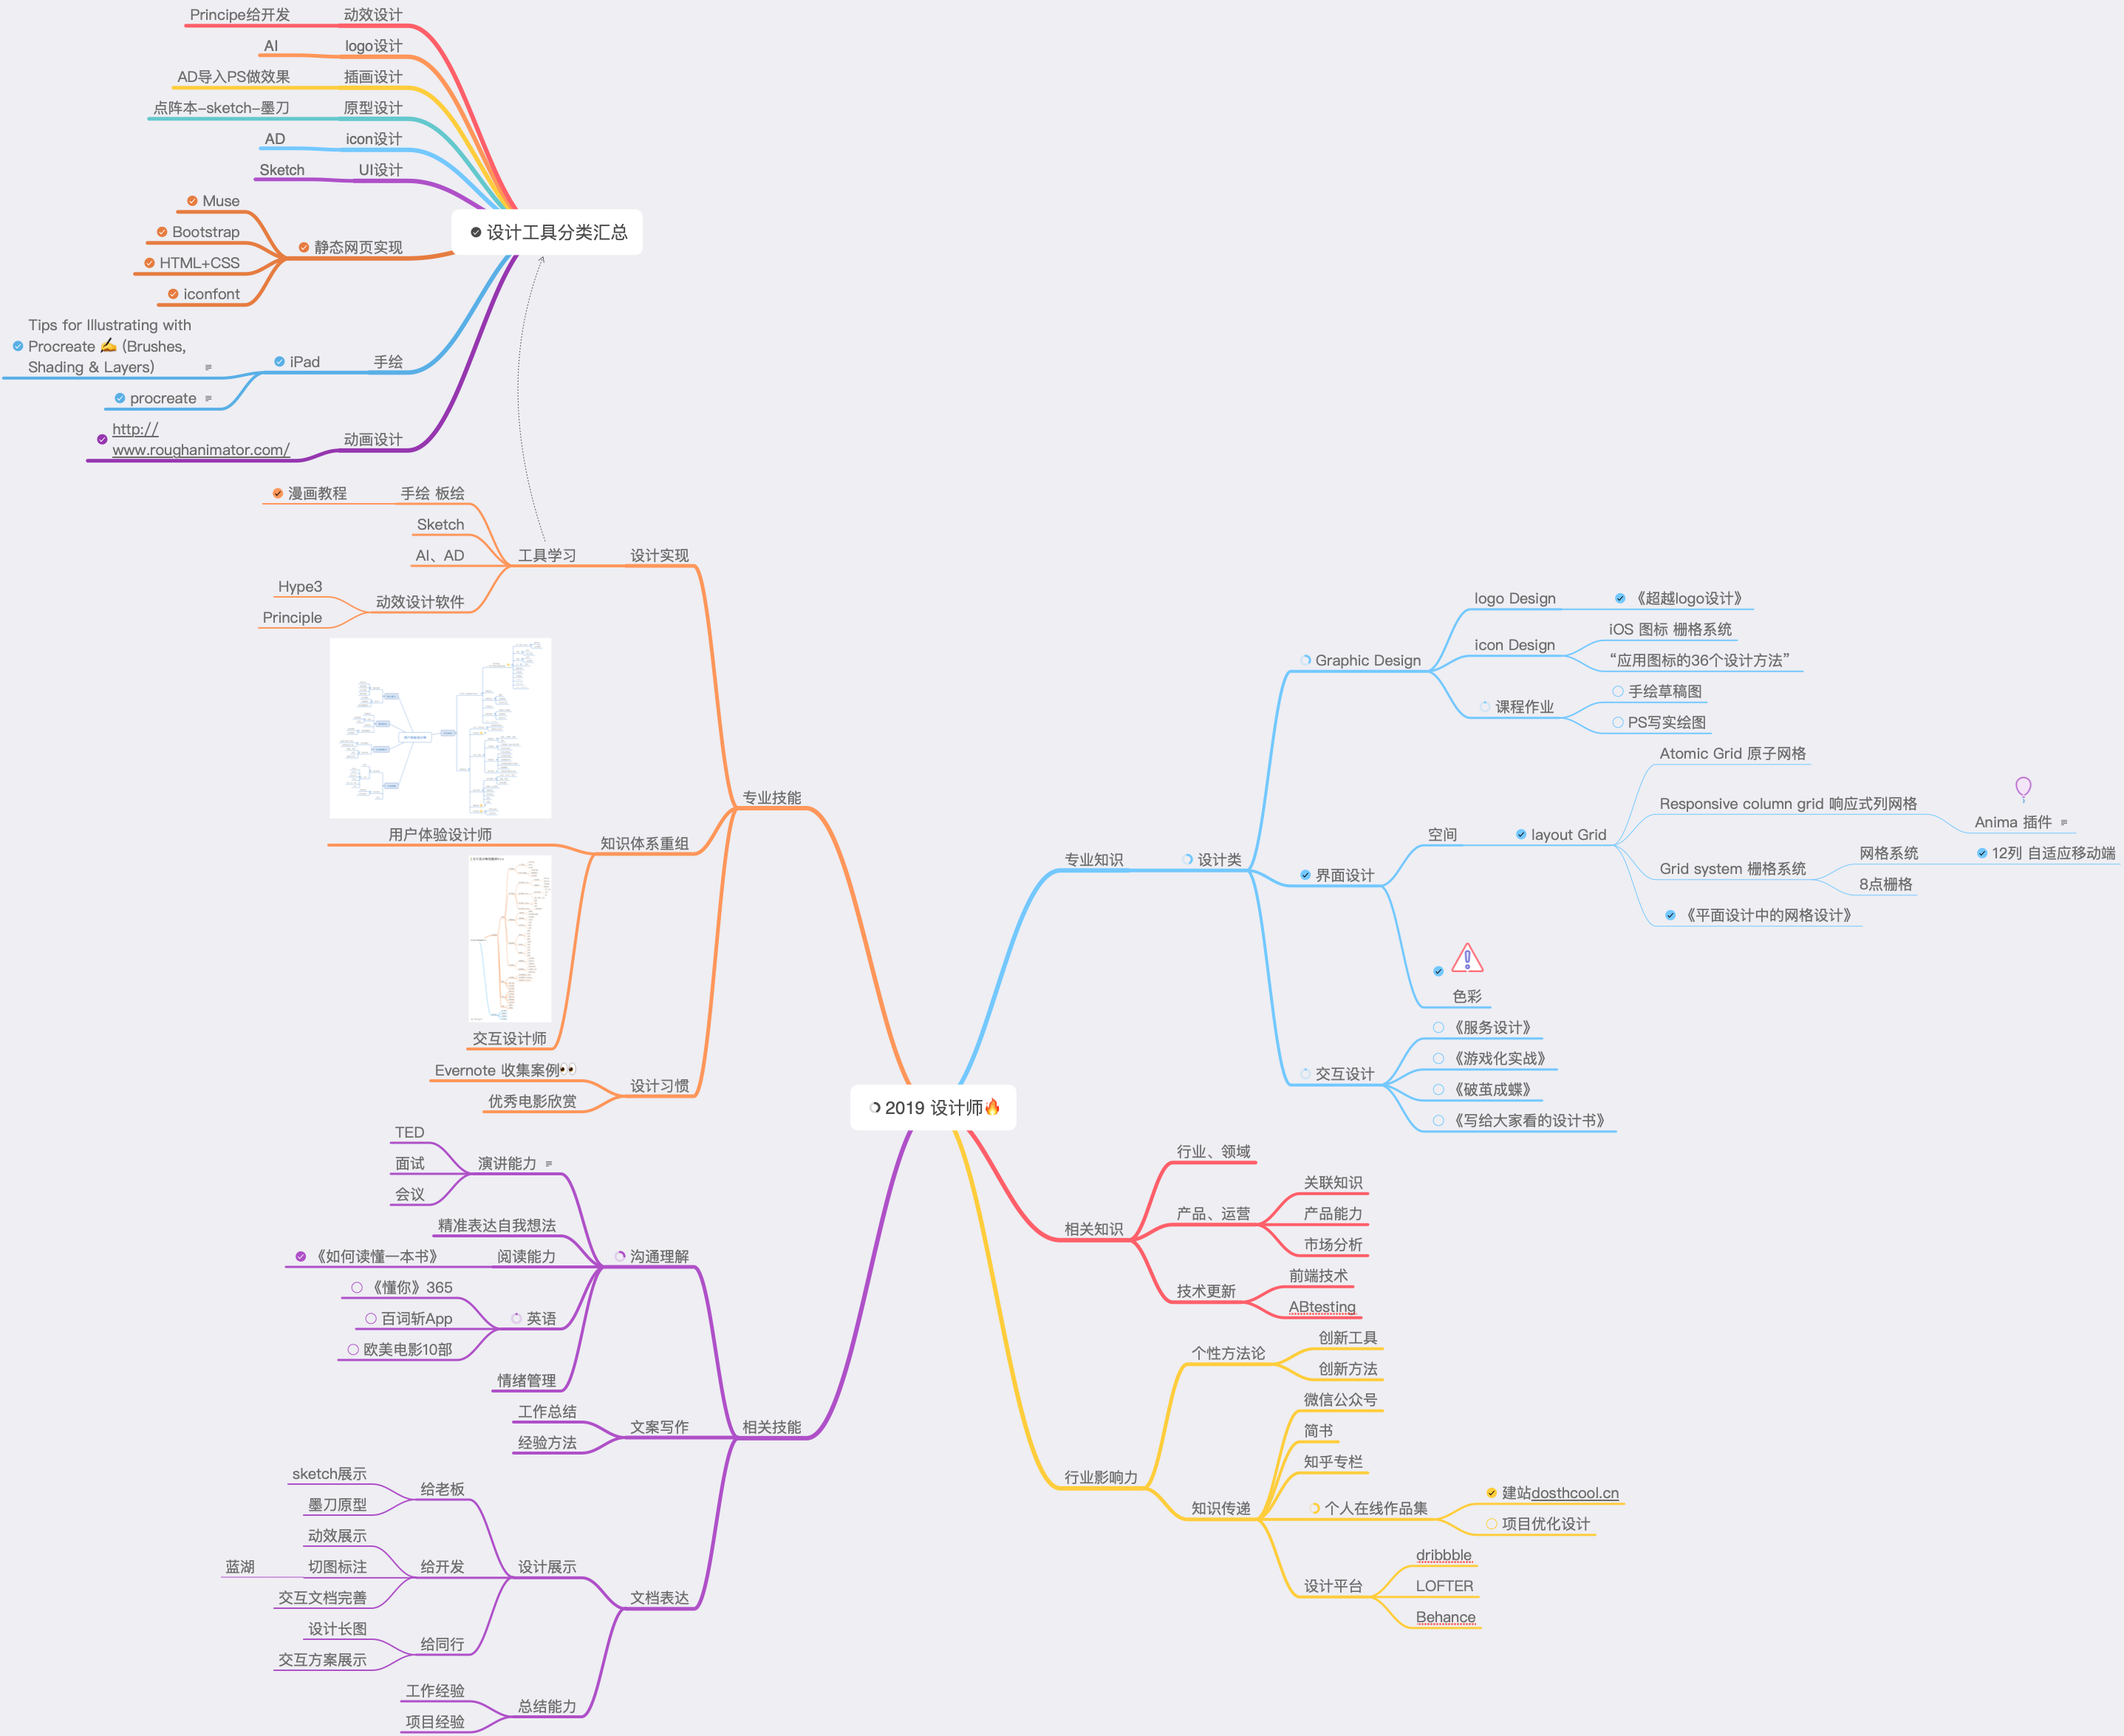 Principe给开发
动效设计
AI
logo设计
AD导入PS做效果
插画设计
点阵本-sketch-墨刀
原型设计
AD
icon设计
Sketch
UI设计
设计工具分类汇总
Muse
Bootstrap
HTML+CSS
iconfont
静态网页实现
Tips for Illustrating with
Procreate ✍️ (Brushes,
Shading & Layers)
procreate
iPad
手绘
http://
www.roughanimator.com/
动画设计
漫画教程
手绘 板绘
Sketch
AI、AD
Hype3
Principle
动效设计软件
工具学习
设计实现
用户体验设计师
交互设计师
知识体系重组
Evernote 收集案例👀
优秀电影欣赏
设计习惯
专业技能
2019 设计师🔥
TED
面试
会议
演讲能力
精准表达自我想法
《如何读懂一本书》
阅读能力
《懂你》365
百词斩App
欧美电影10部
英语
情绪管理
沟通理解
工作总结
经验方法
文案写作
相关技能
sketch展示
墨刀原型
给老板
动效展示
蓝湖
切图标注
交互文档完善
给开发
设计长图
交互方案展示
给同行
设计展示
工作经验
项目经验
总结能力
文档表达
专业知识
设计类
Graphic Design
logo Design
《超越logo设计》
icon Design
iOS 图标 栅格系统
“应用图标的36个设计方法”
课程作业
手绘草稿图
PS写实绘图
界面设计
空间
layout Grid
Atomic Grid 原子网格
Responsive column grid 响应式列网格
Anima 插件
Grid system 栅格系统
网格系统
12列 自适应移动端
8点栅格
《平面设计中的网格设计》
色彩
交互设计
《服务设计》
《游戏化实战》
《破茧成蝶》
《写给大家看的设计书》
相关知识
行业、领域
产品、运营
关联知识
产品能力
市场分析
技术更新
前端技术
ABtesting
行业影响力
个性方法论
创新工具
创新方法
知识传递
微信公众号
简书
知乎专栏
个人在线作品集
建站dosthcool.cn
项目优化设计
设计平台
dribbble
LOFTER
Behance